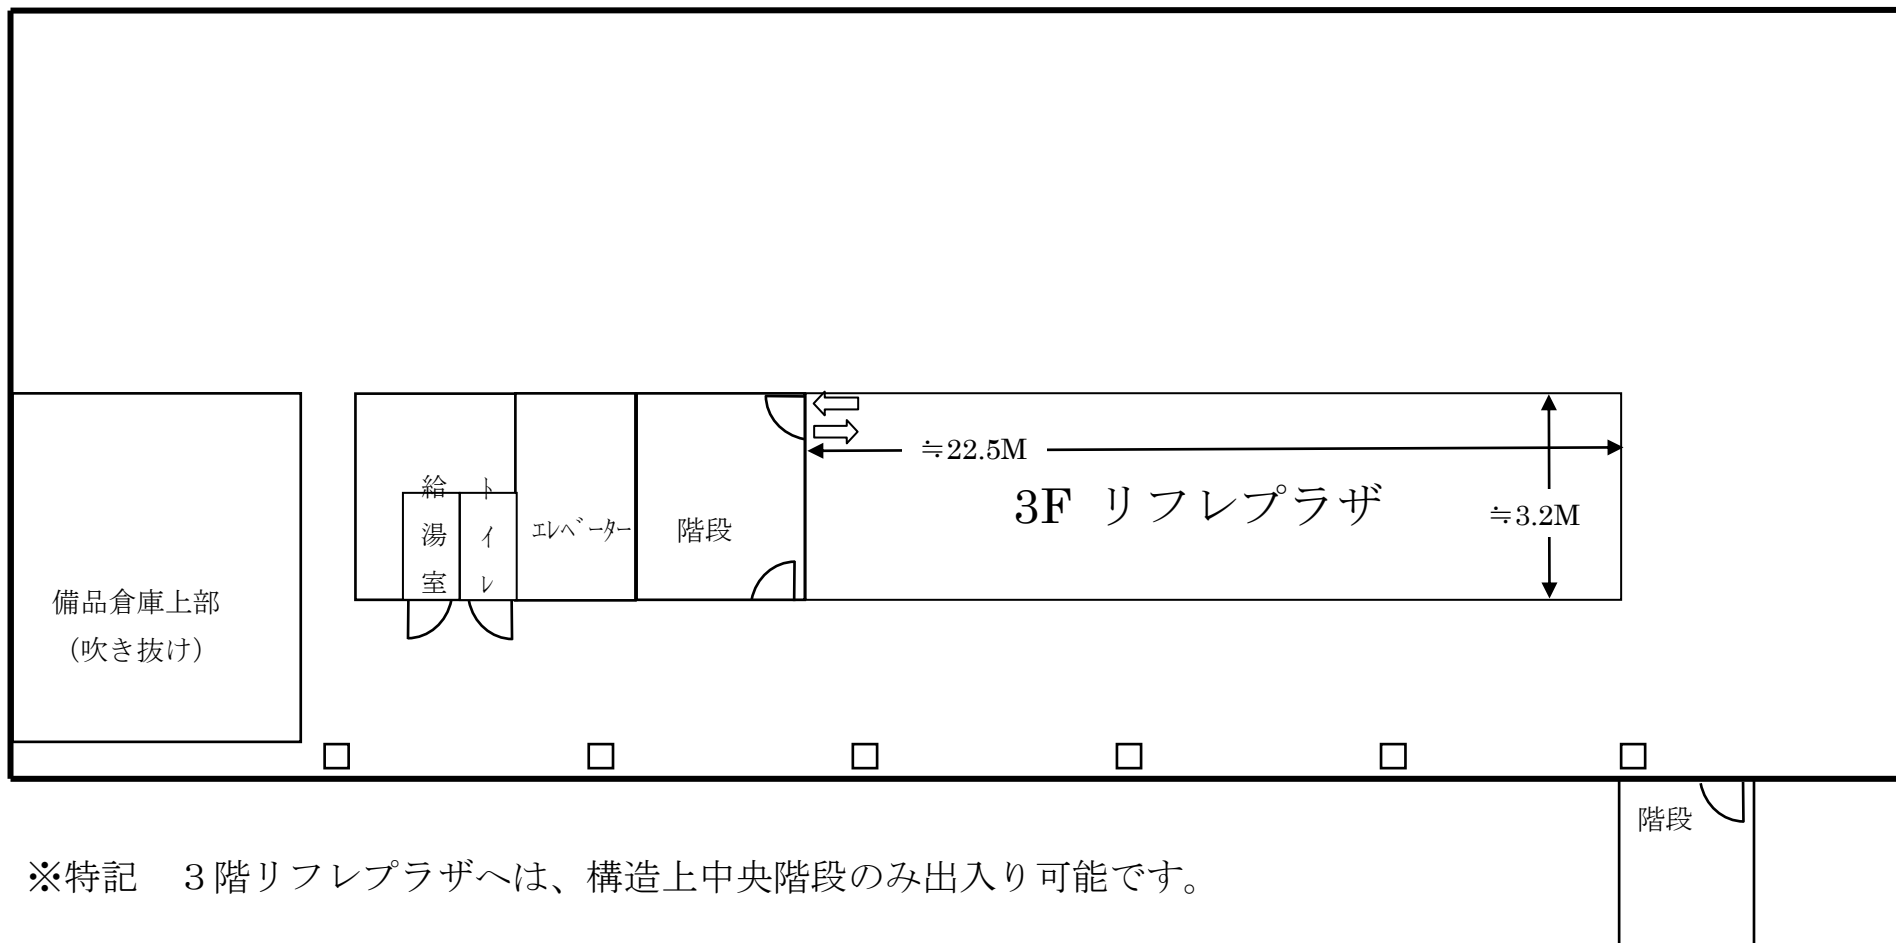 ≒22.5M
3F リフレプラザ
≒3.2M
給湯室
トイレ
エレベーター
階段
備品倉庫上部
（吹き抜け）
階段
※特記　３階リフレプラザへは、構造上中央階段のみ出入り可能です。